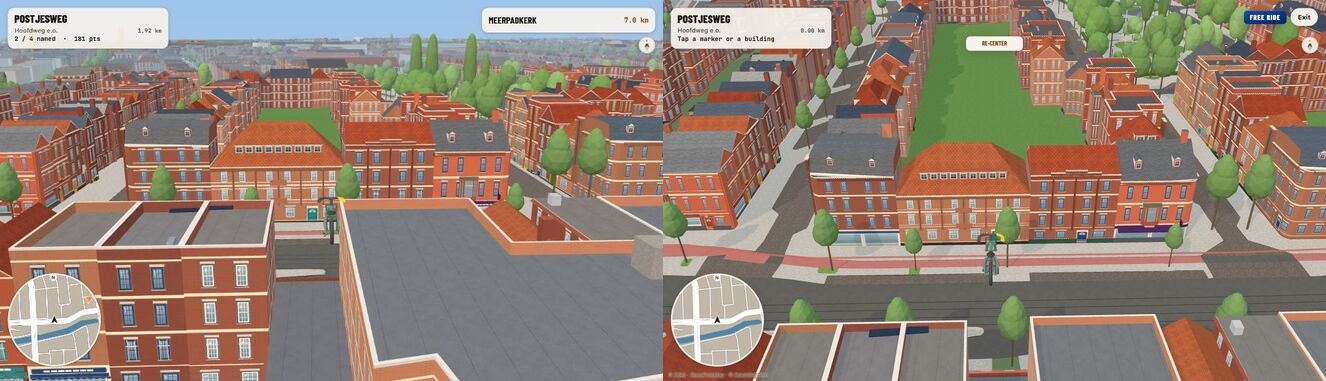 POSTJESWEG
Hoofdweg e.o. 1.92 km
2 / 4 named · 181 pts
MEERPADKERK 7.0 km
N
POSTJESWEG
Hoofdweg e.o. 0.00 km
Tap a marker or a building
RE-CENTER
FREE RIDE Exit
N